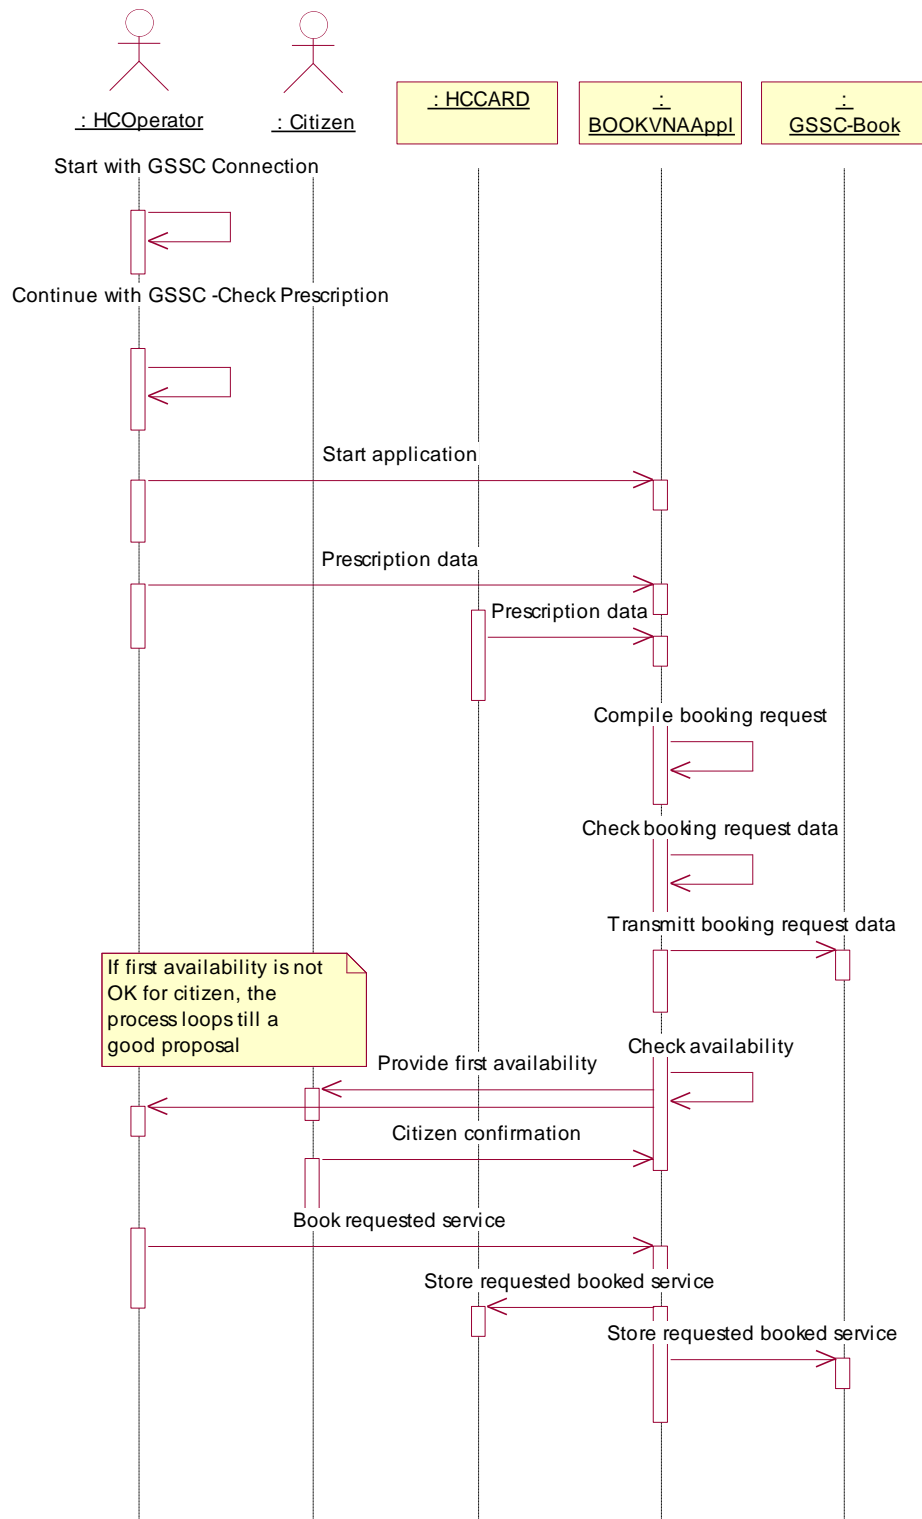 : HCOperator
: Citizen
: HCCARD
:
BOOKVNAAppl
:
GSSC-Book
Start with GSSC Connection
Continue with GSSC -Check Prescription
Start application
Prescription data
Prescription data
Compile booking request
Check booking request data
Transmitt booking request data
If first availability is not
OK for citizen, the
process loops till a
good proposal
Check availability
Provide first availability
Citizen confirmation
Book requested service
Store requested booked service
Store requested booked service